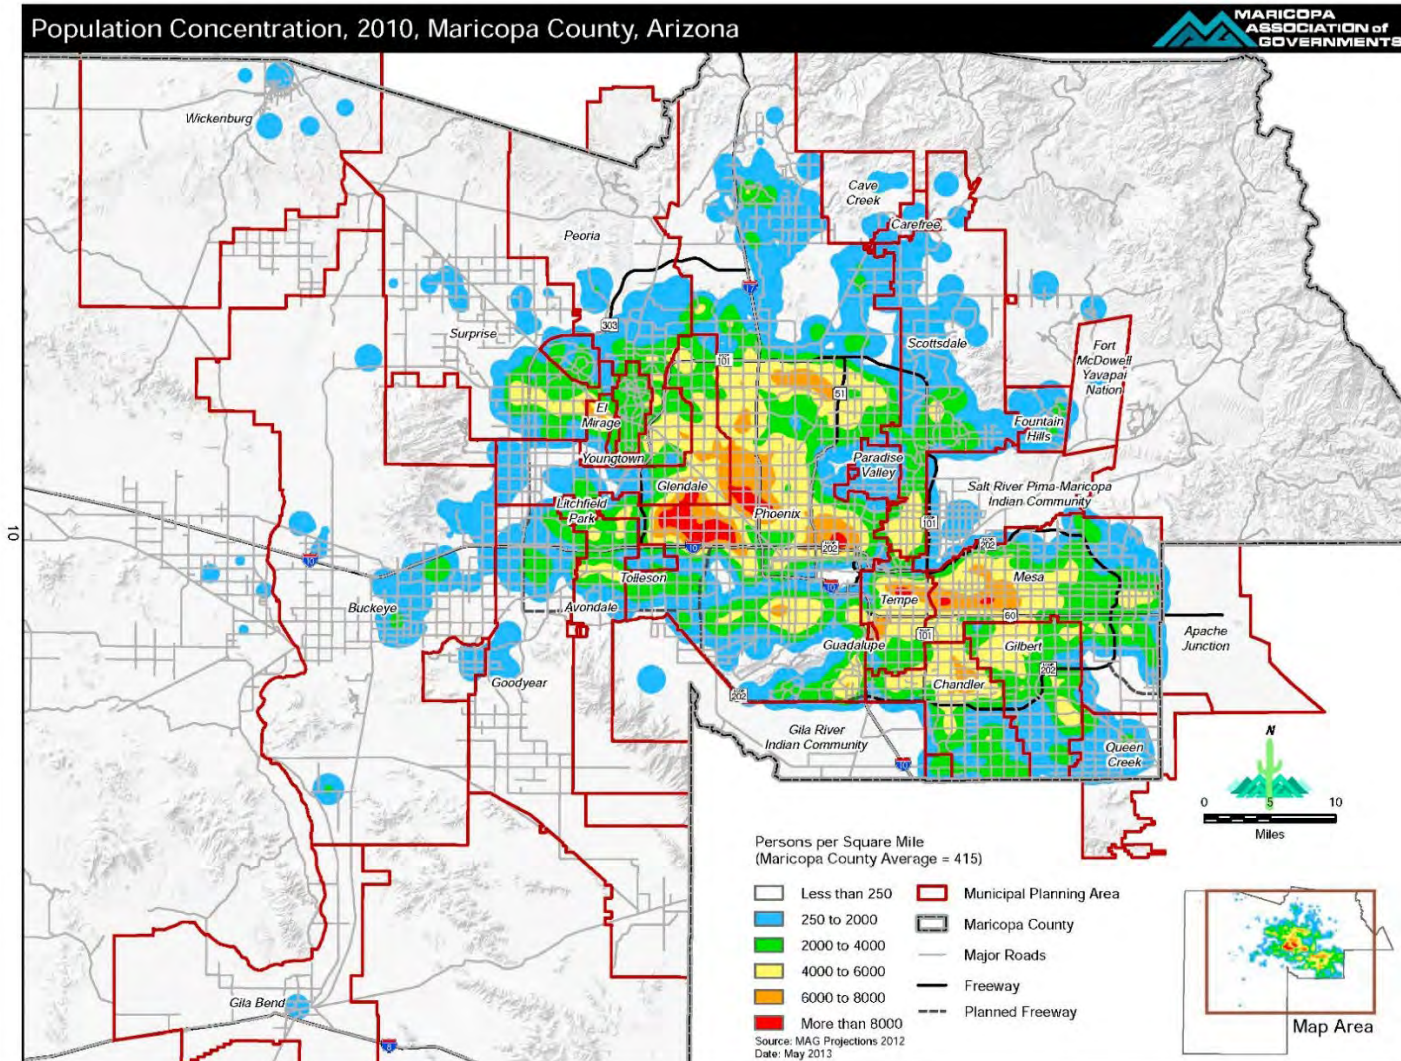 Population Concentration, 2010, Maricopa County, Arizona
MARICOPA
ASSOCIATION of
GOVERNMENTS
Wickenburg
Cave
Creek
Carefree
Peoria
17
303
Surprise
Scottsdale
101
Fort
McDowell
Yavapai
Nation
51
El
Mirage
Fountain
Hills
Youngtown
Paradise
Valley
Glendale
Salt River Pima-Maricopa
Indian Community
Litchfield
Park
Phoenix
101
10
10
202
202
10
Tolleson
Mesa
10
Tempe
Buckeye
Avondale
60
Apache
Junction
101
Guadalupe
Gilbert
202
Goodyear
Chandler
202
Gila River
Indian Community
Queen
Creek
10
N
0 5 10
Miles
Persons per Square Mile
(Maricopa County Average = 415)
Less than 250
250 to 2000
2000 to 4000
4000 to 6000
6000 to 8000
More than 8000
Municipal Planning Area
Maricopa County
Major Roads
Freeway
Planned Freeway
Source: MAG Projections 2012
Date: May 2013
Gila Bend
8
Map Area